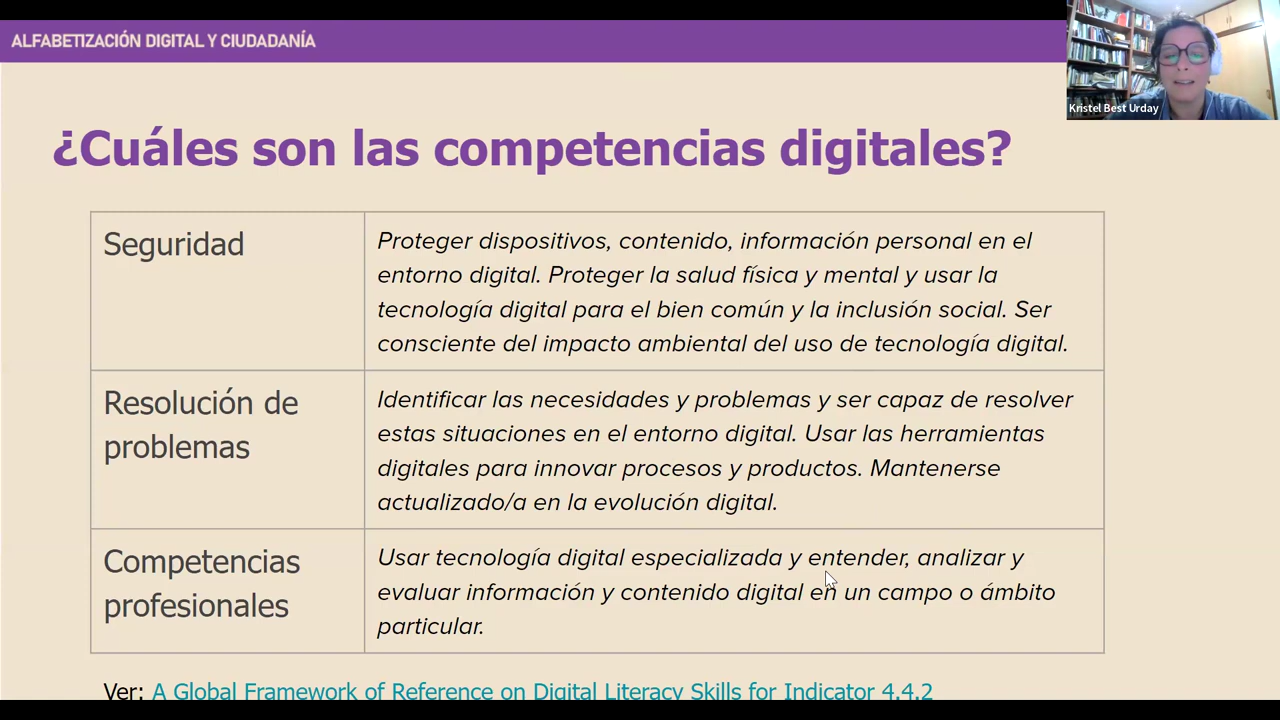 ALFABETIZACIÓN DIGITAL Y CIUDADANÍA
Kristel Best Urday
¿Cuáles son las competencias digitales?
Seguridad
Proteger dispositivos, contenido, información personal en el
entorno digital. Proteger la salud física y mental y usar la
tecnología digital para el bien común y la inclusión social. Ser
consciente del impacto ambiental del uso de tecnología digital.
Resolución de
problemas
Identificar las necesidades y problemas y ser capaz de resolver
estas situaciones en el entorno digital. Usar las herramientas
digitales para innovar procesos y productos. Mantenerse
actualizado/a en la evolución digital.
Competencias
profesionales
Usar tecnología digital especializada y entender, analizar y
evaluar información y contenido digital en un campo o ámbito
particular.
Ver: A Global Framework of Reference on Digital Literacy Skills for Indicator 4.4.2